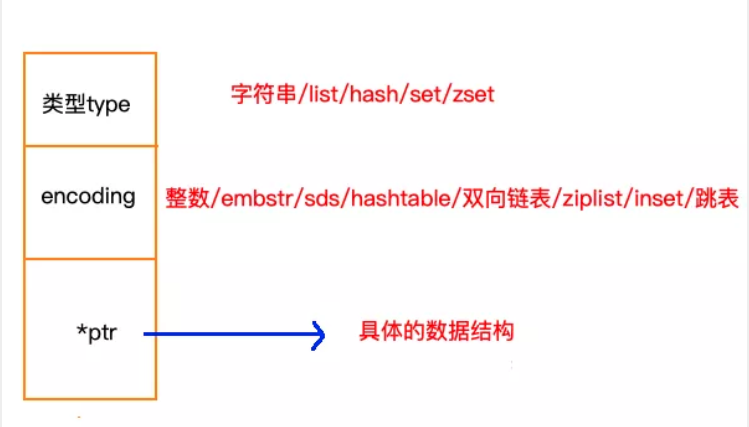 类型type
字符串/list/hash/set/zset
encoding
整数/embstr/sds/hashtable/双向链表/ziplist/inset/跳表
*ptr
具体的数据结构